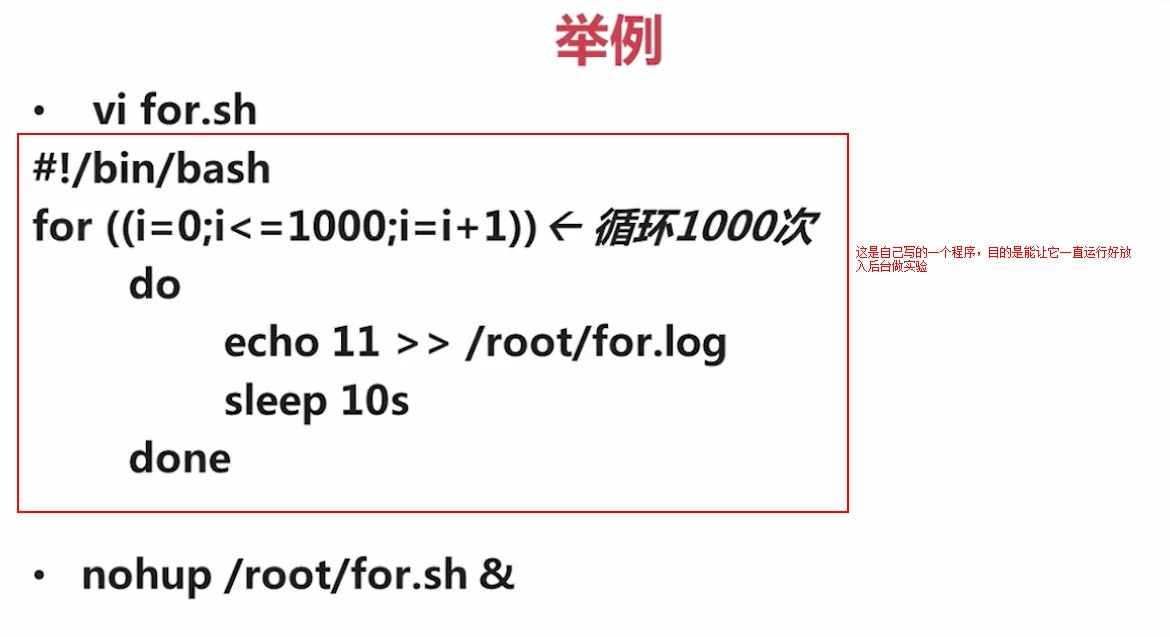 举例
• vi for.sh
#!/bin/bash
for ((i=0;i<=1000;i=i+1)) ← 循环1000次
do
echo 11 >> /root/for.log
sleep 10s
done
这是自己写的一个程序，目的是能让它一直运行好放
入后台做实验
• nohup /root/for.sh &